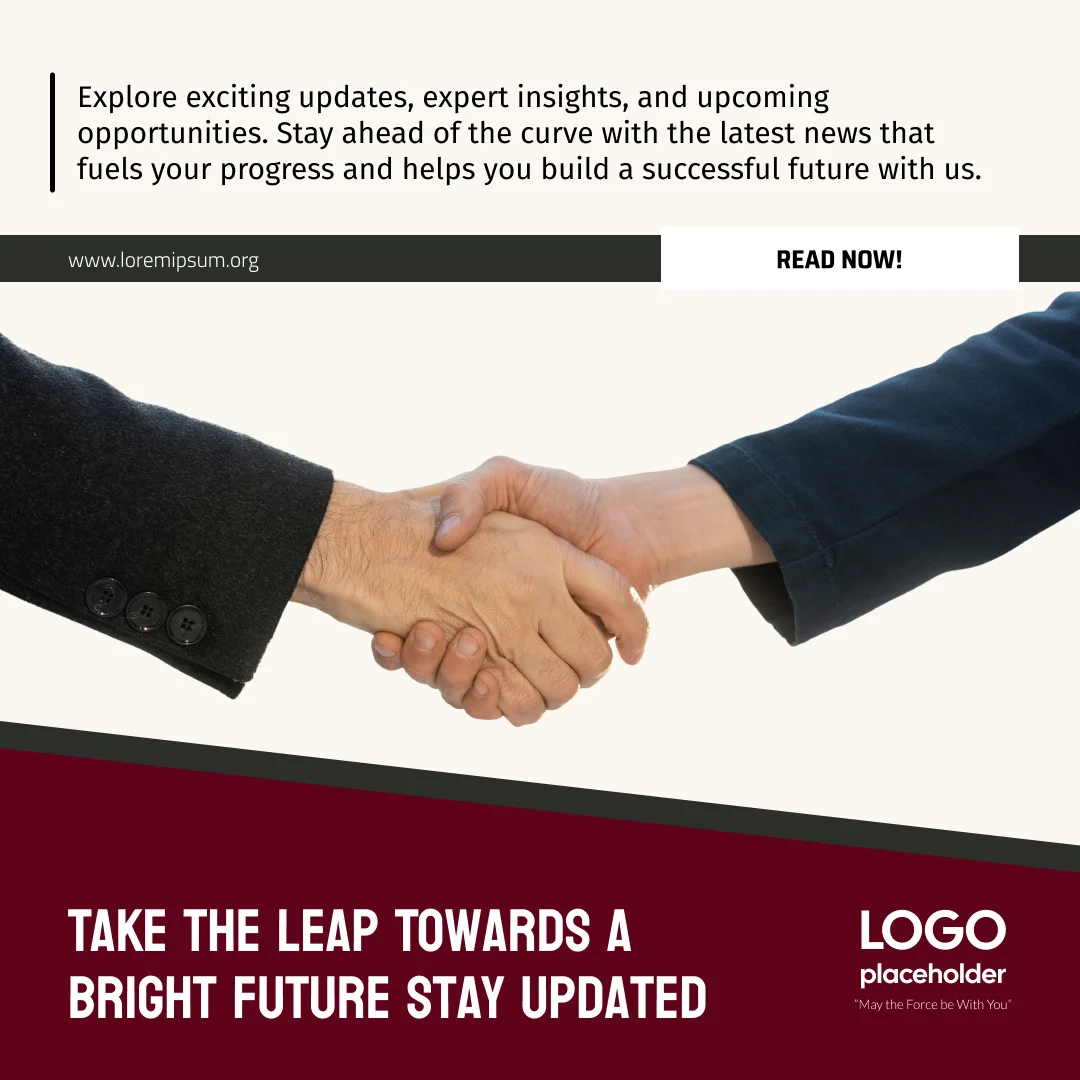 Explore exciting updates, expert insights, and upcoming
opportunities. Stay ahead of the curve with the latest news that
fuels your progress and helps you build a successful future with us.
www.loremipsum.org
READ NOW!
TAKE THE LEAP TOWARDS A
BRIGHT FUTURE STAY UPDATED
LOGO
placeholder
"May the Force be With You"